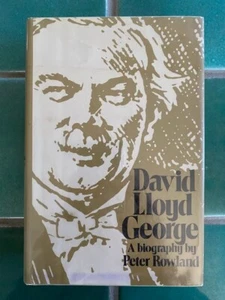 David
Lloyd
George
A biography by
Peter Rowland